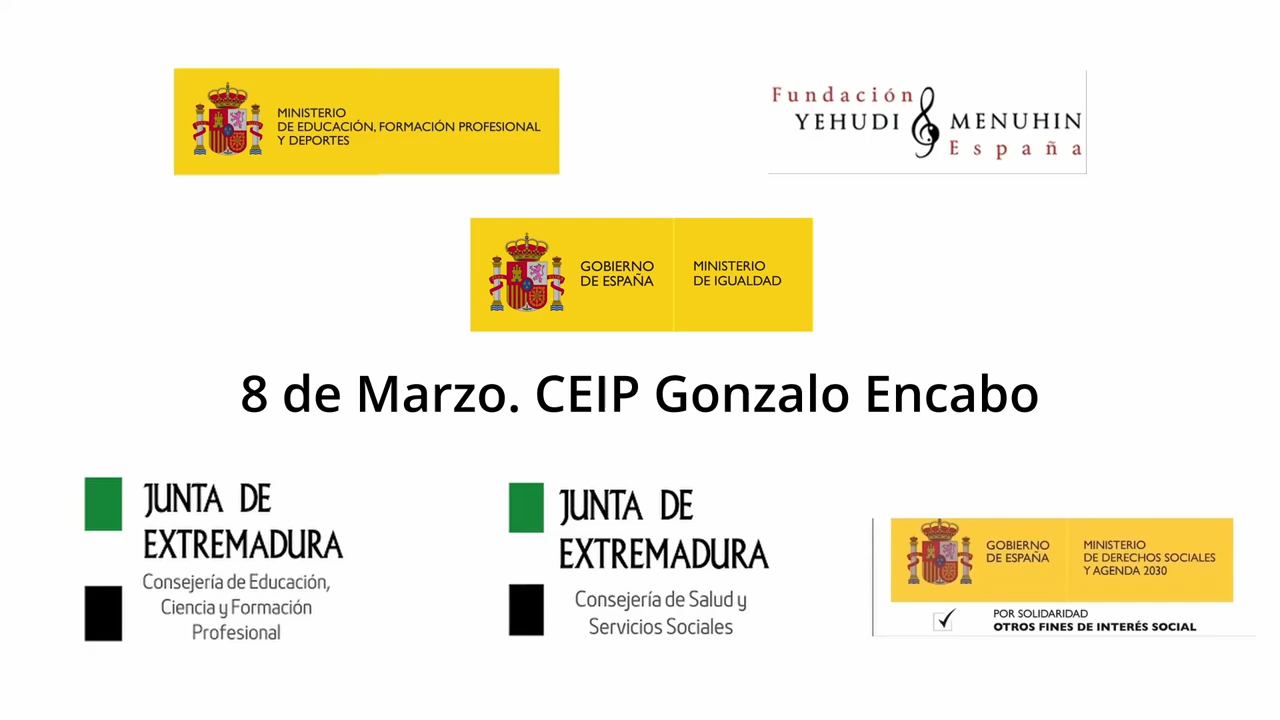 MINISTERIO
DE EDUCACIÓN, FORMACIÓN PROFESIONAL
Y DEPORTES
Fundación
YEHUDI MENUHIN
España
GOBIERNO
DE ESPAÑA
MINISTERIO
DE IGUALDAD
8 de Marzo. CEIP Gonzalo Encabo
JUNTA DE
EXTREMADURA
Consejería de Educación,
Ciencia y Formación
Profesional
JUNTA DE
EXTREMADURA
Consejería de Salud y
Servicios Sociales
GOBIERNO
DE ESPAÑA
MINISTERIO
DE DERECHOS SOCIALES
Y AGENDA 2030
POR SOLIDARIDAD
OTROS FINES DE INTERÉS SOCIAL